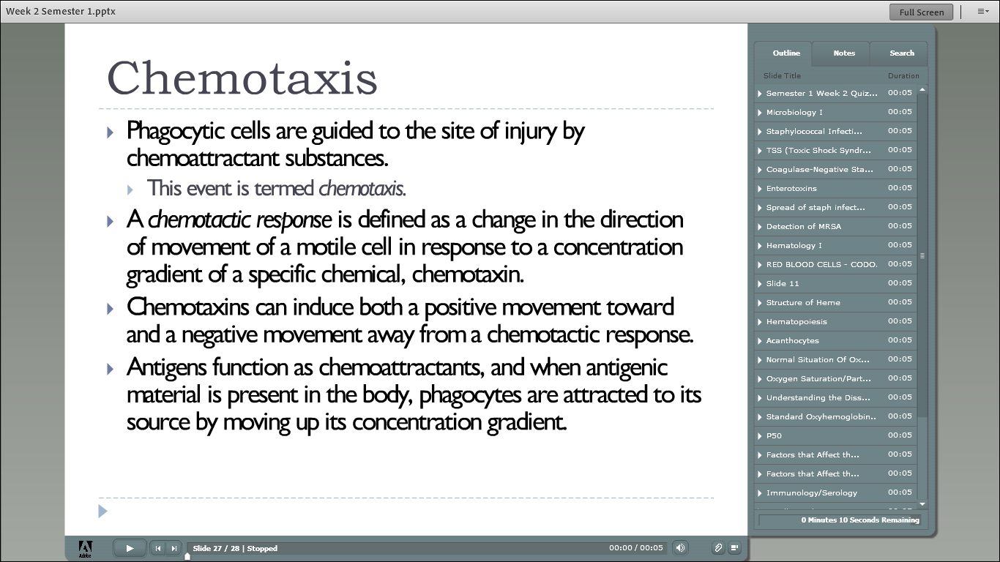 Week 2 Semester 1.pptx
Full Screen
Chemotaxis
Phagocytic cells are guided to the site of injury by
chemoattractant substances.
This event is termed chemotaxis.
A chemotactic response is defined as a change in the direction
of movement of a motile cell in response to a concentration
gradient of a specific chemical, chemotaxin.
Chemotaxins can induce both a positive movement toward
and a negative movement away from a chemotactic response.
Antigens function as chemoattractants, and when antigenic
material is present in the body, phagocytes are attracted to its
source by moving up its concentration gradient.
Outline Notes Search
Slide Title Duration
Semester 1 Week 2 Quiz... 00:05
Microbiology I 00:05
Staphylococcal Infecti... 00:05
TSS (Toxic Shock Syndr... 00:05
Coagulase-Negative Sta... 00:05
Enterotoxins 00:05
Spread of staph infect... 00:05
Detection of MRSA 00:05
Hematology I 00:05
RED BLOOD CELLS - CODO. 00:05
Slide 11 00:05
Structure of Heme 00:05
Hematopoiesis 00:05
Acanthocytes 00:05
Normal Situation Of Ox... 00:05
Oxygen Saturation/Part... 00:05
Understanding the Diss... 00:05
Standard Oxyhemoglobin.. 00:05
P50 00:05
Factors that Affect th... 00:05
Factors that Affect th... 00:05
Immunology/Serology 00:05
0 Minutes 10 Seconds Remaining
Adobe
Slide 27 / 28 | Stopped 00:00 / 00:05